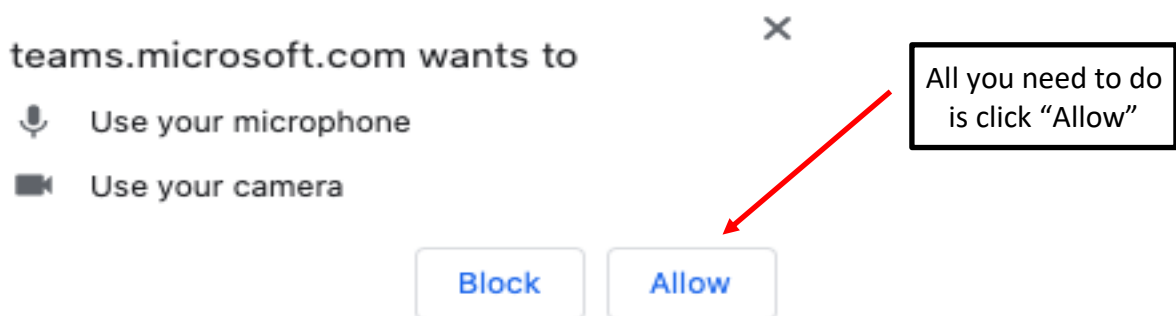 teams.microsoft.com wants to
Use your microphone
Use your camera
Block
Allow
All you need to do
is click “Allow”